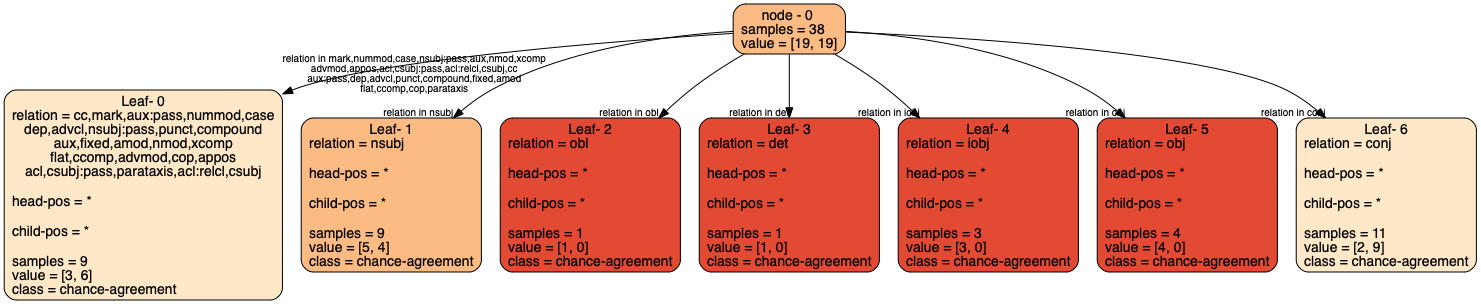 node - 0
samples = 38
value = [19, 19]
relation in mark,nummod,case,nsubj:pass,aux,nmod,xcomp
advmod,appos,acl,csubj:pass,acl:relcl,csubj,cc
aux:pass,dep,advcl,punct,compound,fixed,amod
flat,ccomp,cop,parataxis
relation in nsubj
relation in obl
relation in det
relation in iobj
relation in obj
relation in conj
Leaf- 0
relation = cc,mark,aux:pass,nummod,case
dep,advcl,nsubj:pass,punct,compound
aux,fixed,amod,nmod,xcomp
flat,ccomp,advmod,cop,appos
acl,csubj:pass,parataxis,acl:relcl,csubj
head-pos = *
child-pos = *
samples = 9
value = [3, 6]
class = chance-agreement
Leaf- 1
relation = nsubj
head-pos = *
child-pos = *
samples = 9
value = [5, 4]
class = chance-agreement
Leaf- 2
relation = obl
head-pos = *
child-pos = *
samples = 1
value = [1, 0]
class = chance-agreement
Leaf- 3
relation = det
head-pos = *
child-pos = *
samples = 1
value = [1, 0]
class = chance-agreement
Leaf- 4
relation = iobj
head-pos = *
child-pos = *
samples = 3
value = [3, 0]
class = chance-agreement
Leaf- 5
relation = obj
head-pos = *
child-pos = *
samples = 4
value = [4, 0]
class = chance-agreement
Leaf- 6
relation = conj
head-pos = *
child-pos = *
samples = 11
value = [2, 9]
class = chance-agreement